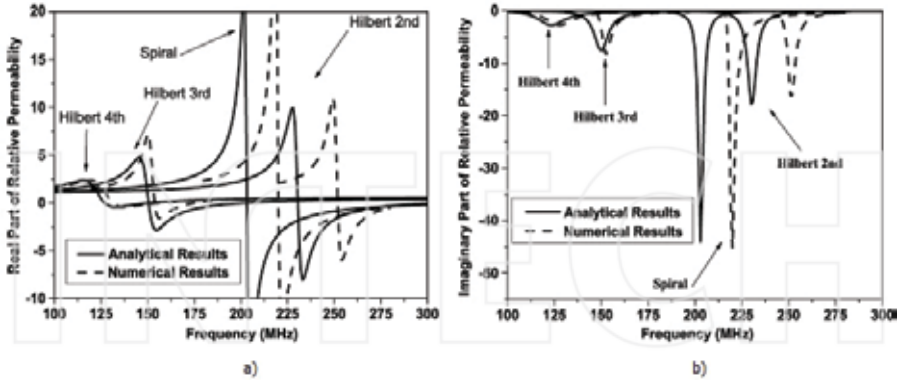 20
15
10
5
0
-5
-10
Real Part of Relative Permeability
Spiral
Hilbert 2nd
Hilbert 3rd
Hilbert 4th
Analytical Results
Numerical Results
100 125 150 175 200 225 250 275 300
Frequency (MHz)
a)
0
-10
-20
-30
-40
-50
Imaginary Part of Relative Permeability
Hilbert 4th
Hilbert 3rd
Hilbert 2nd
Analytical Results
Numerical Results
Spiral
100 125 150 175 200 225 250 275 300
Frequency (MHz)
b)